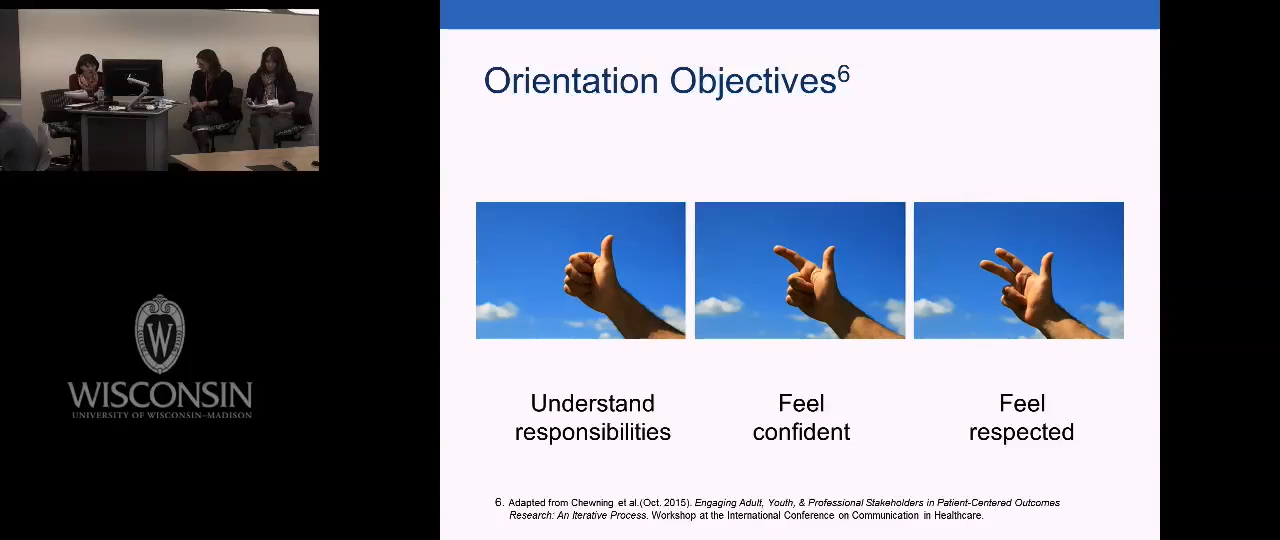 Orientation Objectives6
Understand
responsibilities
Feel
confident
Feel
respected
6. Adapted from Chewning et al.(Oct. 2015). Engaging Adult, Youth, & Professional Stakeholders in Patient-Centered Outcomes
Research: An Iterative Process. Workshop at the International Conference on Communication in Healthcare.
W
WISCONSIN
UNIVERSITY OF WISCONSIN–MADISON